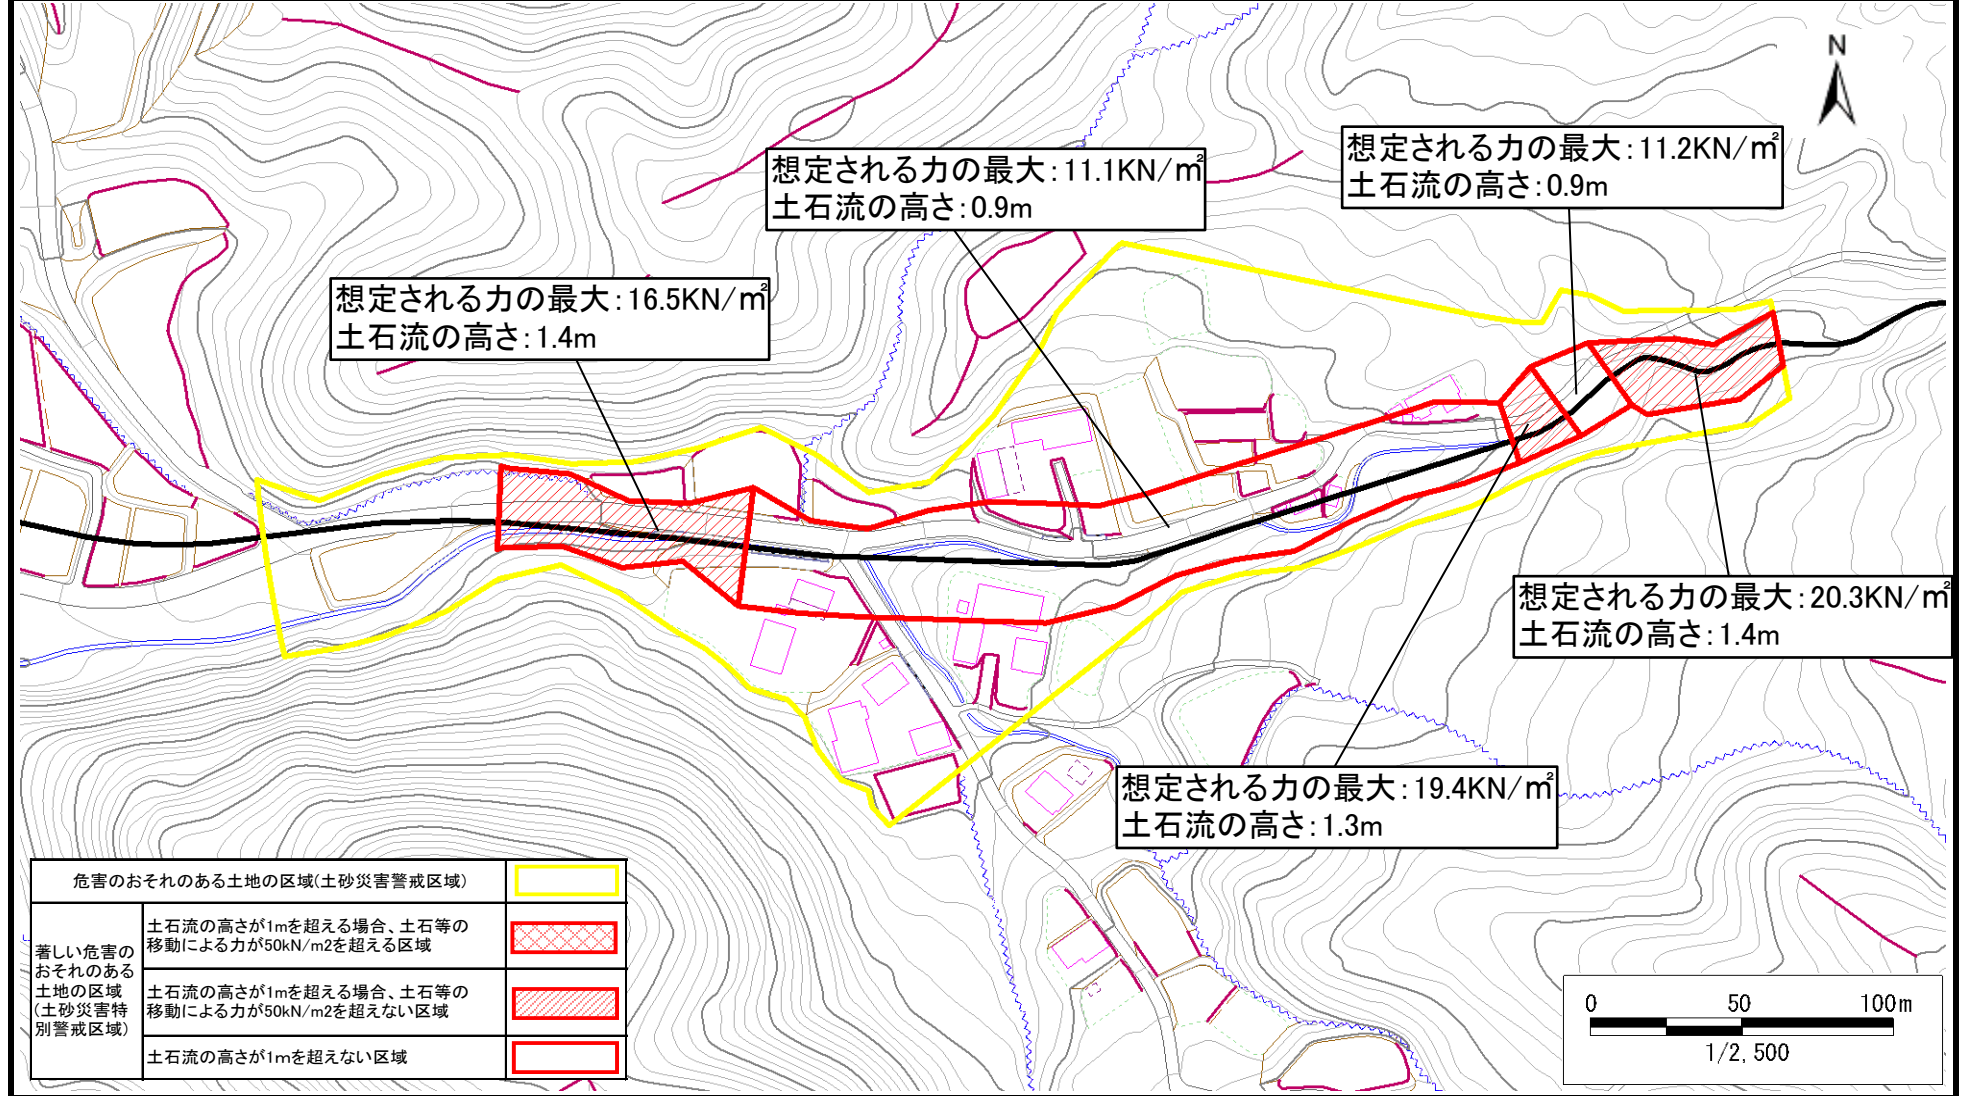 N
想定される力の最大:11.2KN/㎡
土石流の高さ:0.9m
想定される力の最大:11.1KN/㎡
土石流の高さ:0.9m
想定される力の最大:16.5KN/㎡
土石流の高さ:1.4m
想定される力の最大:20.3KN/㎡
土石流の高さ:1.4m
想定される力の最大:19.4KN/㎡
土石流の高さ:1.3m
危害のおそれのある土地の区域(土砂災害警戒区域)
著しい危害の
おそれのある
土地の区域
(土砂災害特
別警戒区域)
土石流の高さが1mを超える場合、土石等の
移動による力が50kN/m2を超える区域
土石流の高さが1mを超える場合、土石等の
移動による力が50kN/m2を超えない区域
土石流の高さが1mを超えない区域
0 50 100m
1/2,500